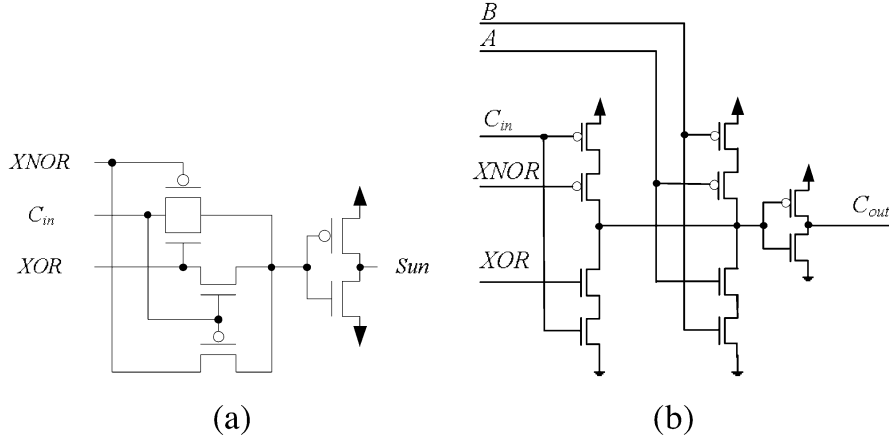 XNOR
C_in
XOR
Sun
(a)
B
A
C_in
XNOR
XOR
C_out
(b)